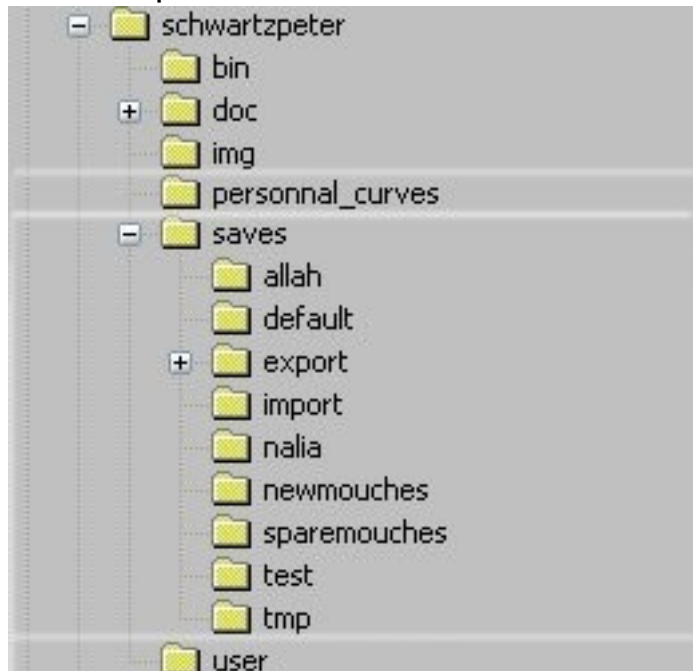 schwartzpeter
bin
doc
img
personnal_curves
saves
allah
default
export
import
nalia
newmouches
sparemouches
test
tmp
user